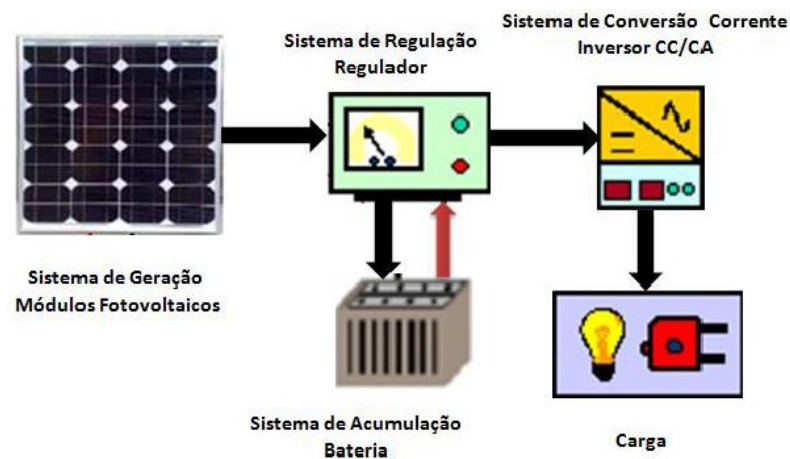 Sistema de Geração
Módulos Fotovoltaicos
Sistema de Regulação
Regulador
Sistema de Acumulação
Bateria
Sistema de Conversão Corrente
Inversor CC/CA
Carga